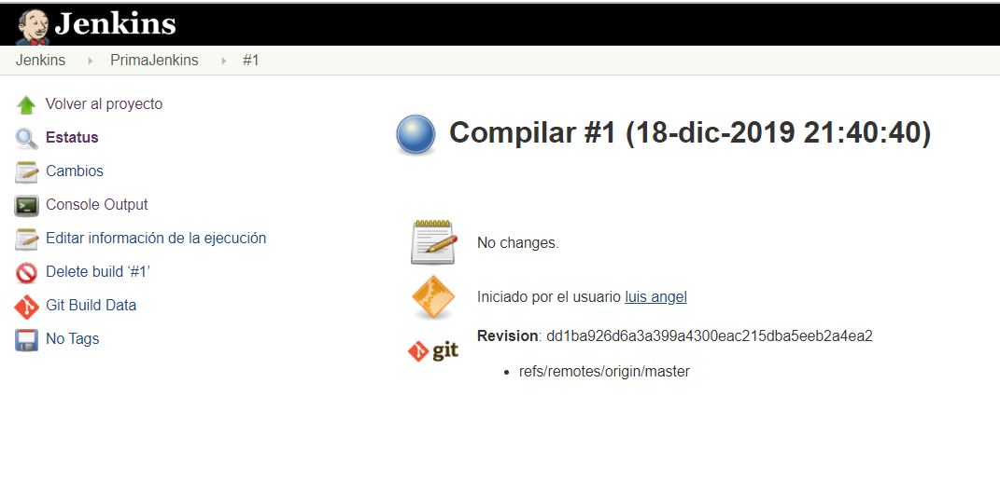 Jenkins
Jenkins PrimaJenkins #1
Volver al proyecto
Estatus
Cambios
Console Output
Editar información de la ejecución
Delete build ‘#1’
Git Build Data
No Tags
Compilar #1 (18-dic-2019 21:40:40)
No changes.
Iniciado por el usuario luis angel
git
Revision: dd1ba926d6a3a399a4300eac215dba5eeb2a4ea2
• refs/remotes/origin/master